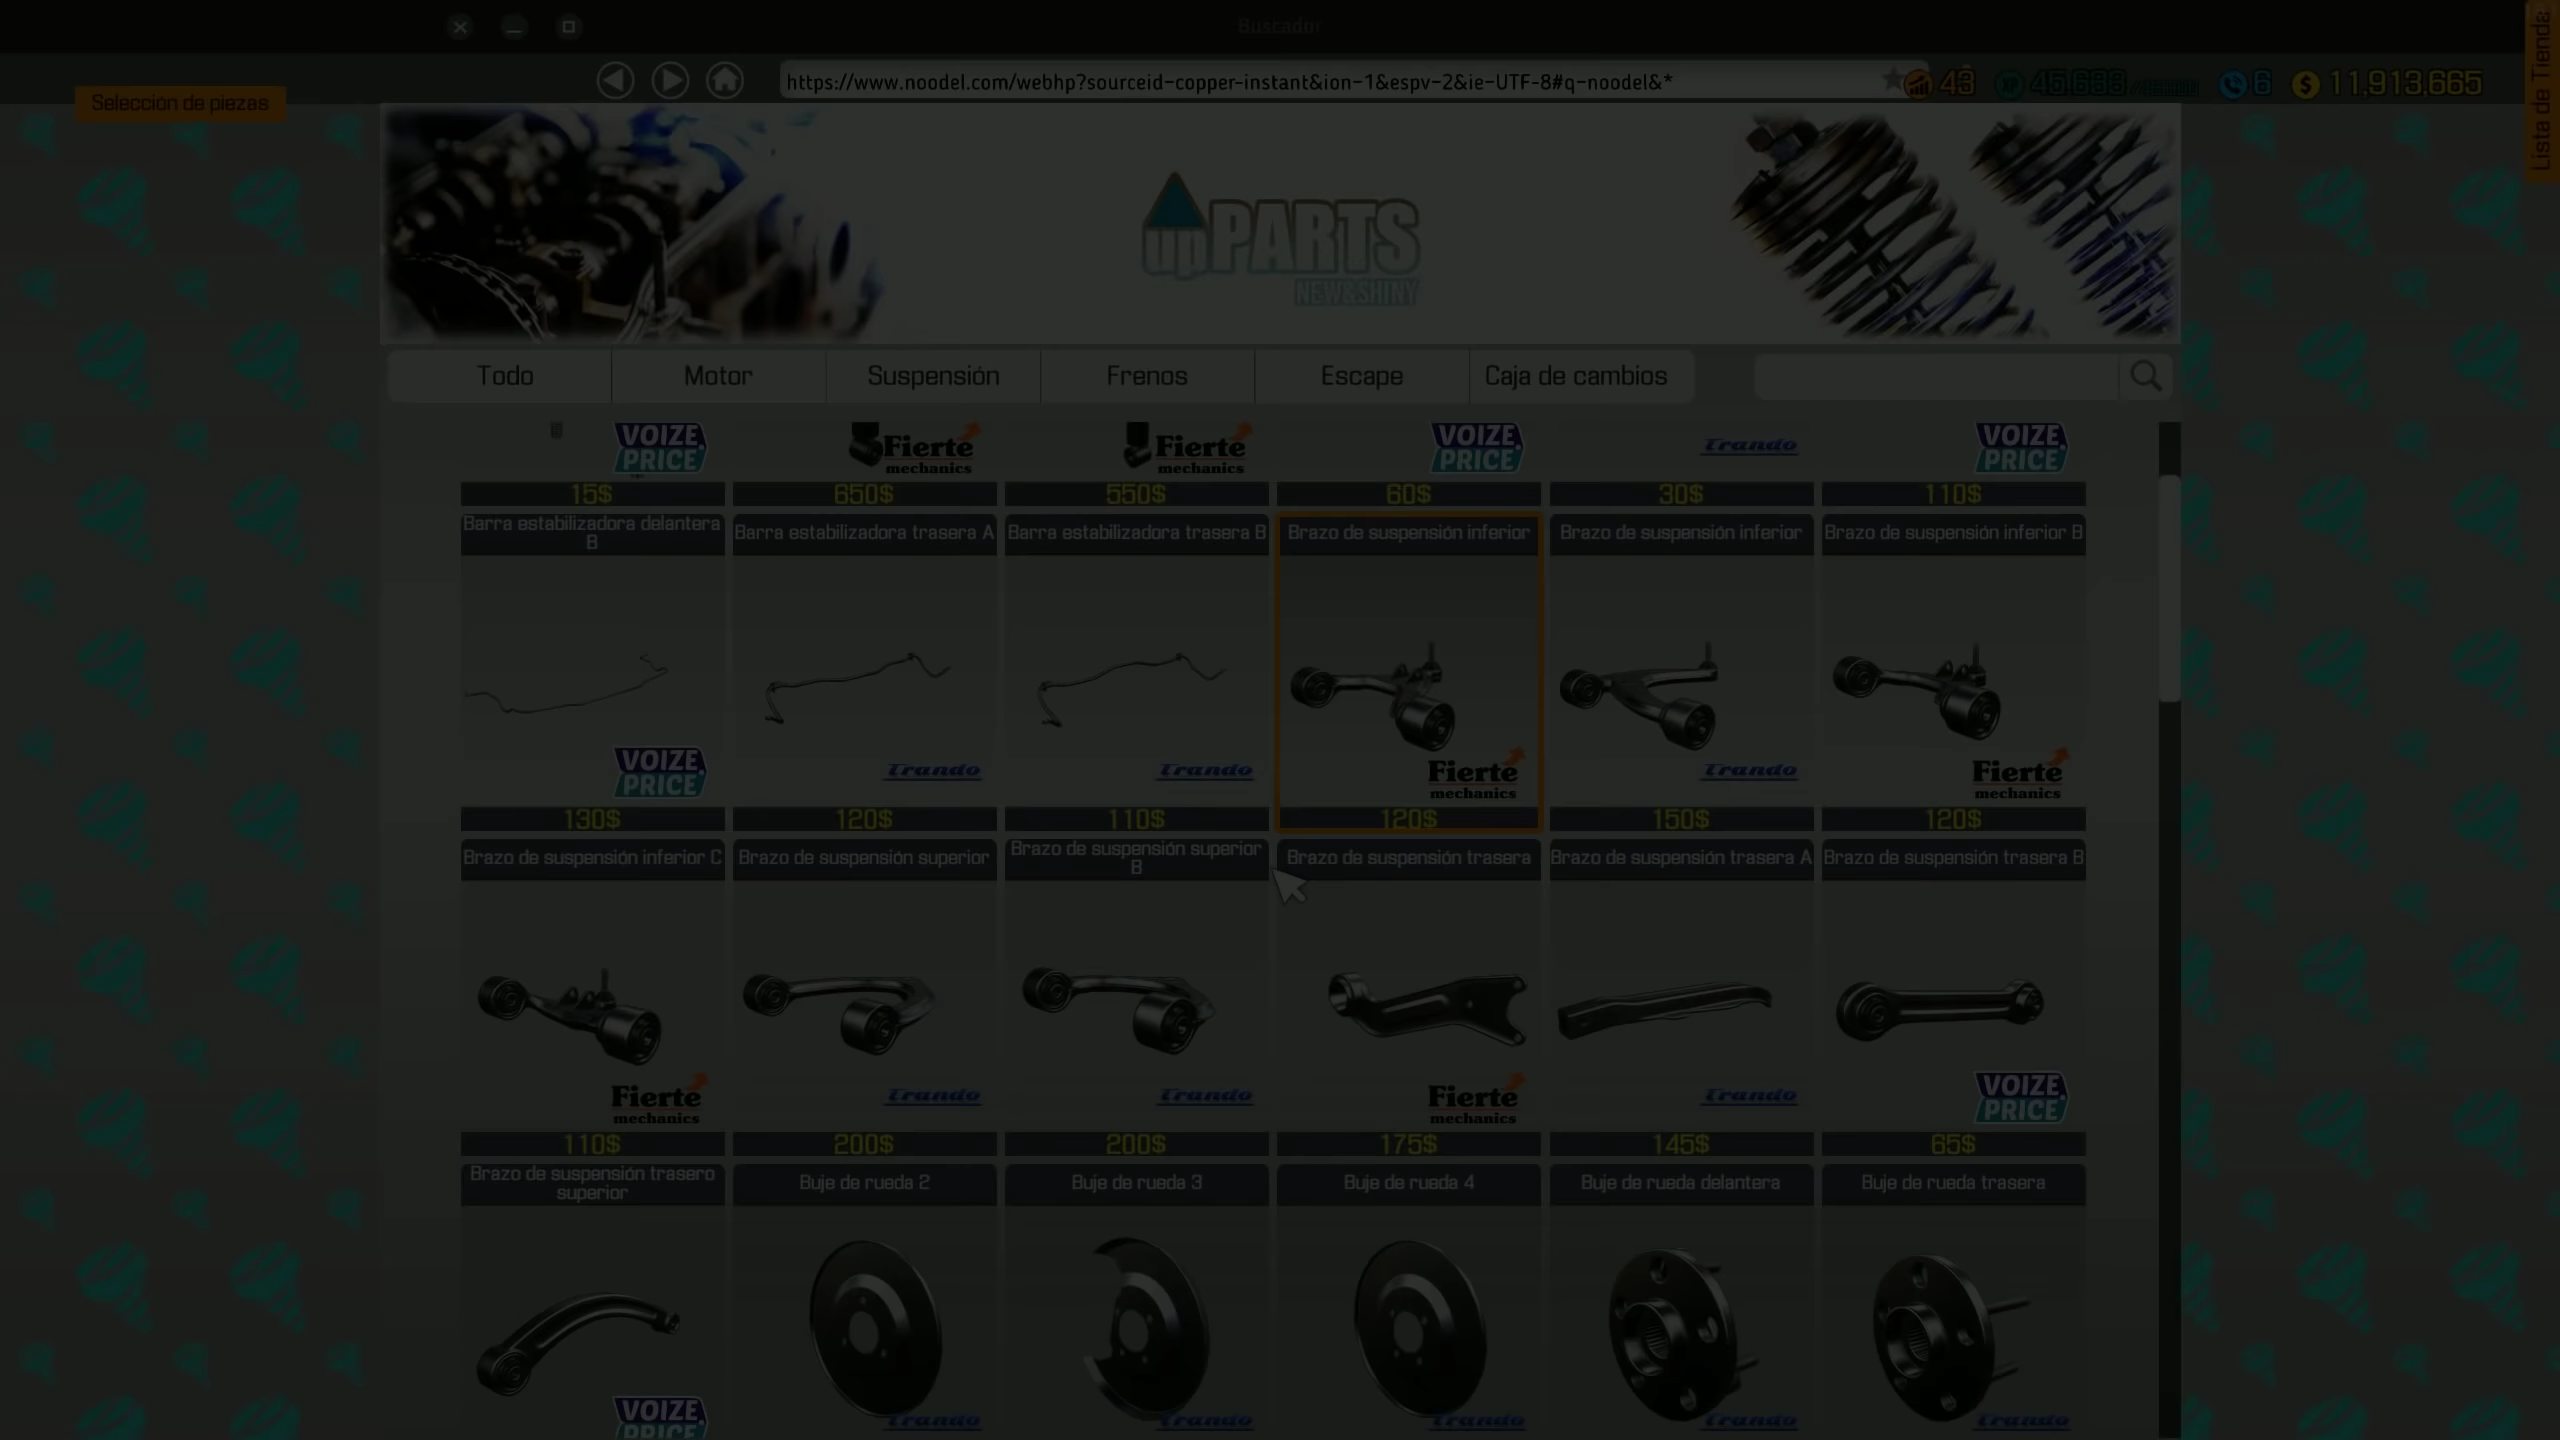 Buscador
https://www.noodel.com/webhp?sourceid-copper-instant&ion-1&espv-2&ie-UTF-8#q-noodel&*
43
6
$ 11,913,665
Selección de piezas
Lista de Tienda
upPARTS
NEW&SHINY
Todo
Motor
Suspensión
Frenos
Escape
Caja de cambios
VOIZE PRICE
Fierte mechanics
Fierte mechanics
VOIZE PRICE
Trando
VOIZE PRICE
15$
650$
550$
60$
30$
110$
Barra estabilizadora delantera
B
Barra estabilizadora trasera A
Barra estabilizadora trasera B
Brazo de suspensión inferior
Brazo de suspensión inferior
Brazo de suspensión inferior B
VOIZE PRICE
Trando
Trando
Fierte mechanics
Trando
Fierte mechanics
130$
120$
110$
120$
150$
120$
Brazo de suspensión inferior C
Brazo de suspensión superior
Brazo de suspensión superior
B
Brazo de suspensión trasera
Brazo de suspensión trasera A
Brazo de suspensión trasera B
Fierte mechanics
Trando
Trando
Fierte mechanics
Trando
VOIZE PRICE
110$
200$
200$
175$
145$
65$
Brazo de suspensión trasero
superior
Buje de rueda 2
Buje de rueda 3
Buje de rueda 4
Buje de rueda delantera
Buje de rueda trasera
VOIZE PRICE
Trando
Trando
Trando
Trando
Trando